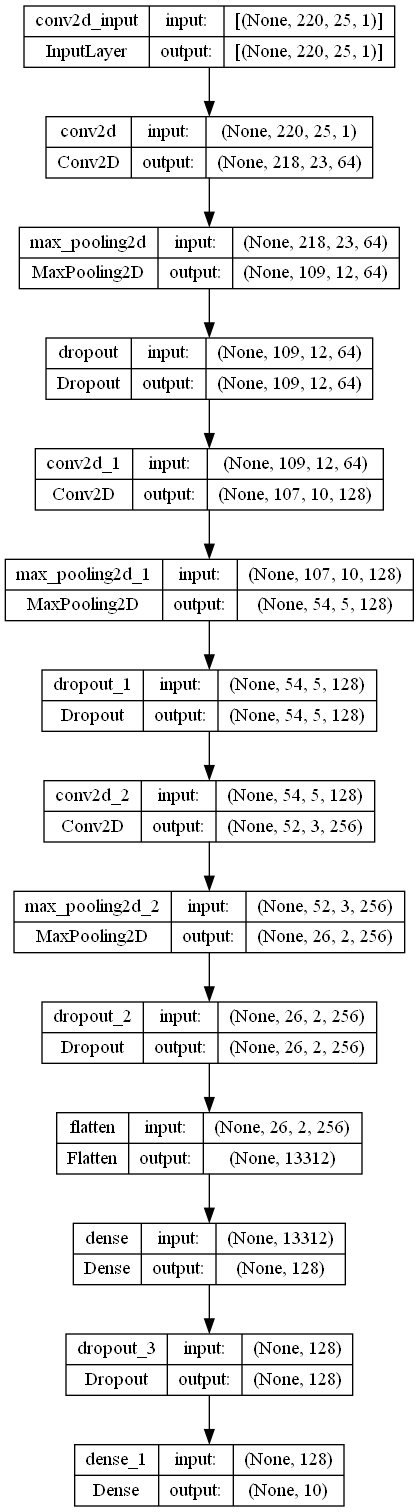 conv2d_input input: [(None, 220, 25, 1)]
InputLayer output: [(None, 220, 25, 1)]
conv2d input: (None, 220, 25, 1)
Conv2D output: (None, 218, 23, 64)
max_pooling2d input: (None, 218, 23, 64)
MaxPooling2D output: (None, 109, 12, 64)
dropout input: (None, 109, 12, 64)
Dropout output: (None, 109, 12, 64)
conv2d_1 input: (None, 109, 12, 64)
Conv2D output: (None, 107, 10, 128)
max_pooling2d_1 input: (None, 107, 10, 128)
MaxPooling2D output: (None, 54, 5, 128)
dropout_1 input: (None, 54, 5, 128)
Dropout output: (None, 54, 5, 128)
conv2d_2 input: (None, 54, 5, 128)
Conv2D output: (None, 52, 3, 256)
max_pooling2d_2 input: (None, 52, 3, 256)
MaxPooling2D output: (None, 26, 2, 256)
dropout_2 input: (None, 26, 2, 256)
Dropout output: (None, 26, 2, 256)
flatten input: (None, 26, 2, 256)
Flatten output: (None, 13312)
dense input: (None, 13312)
Dense output: (None, 128)
dropout_3 input: (None, 128)
Dropout output: (None, 128)
dense_1 input: (None, 128)
Dense output: (None, 10)